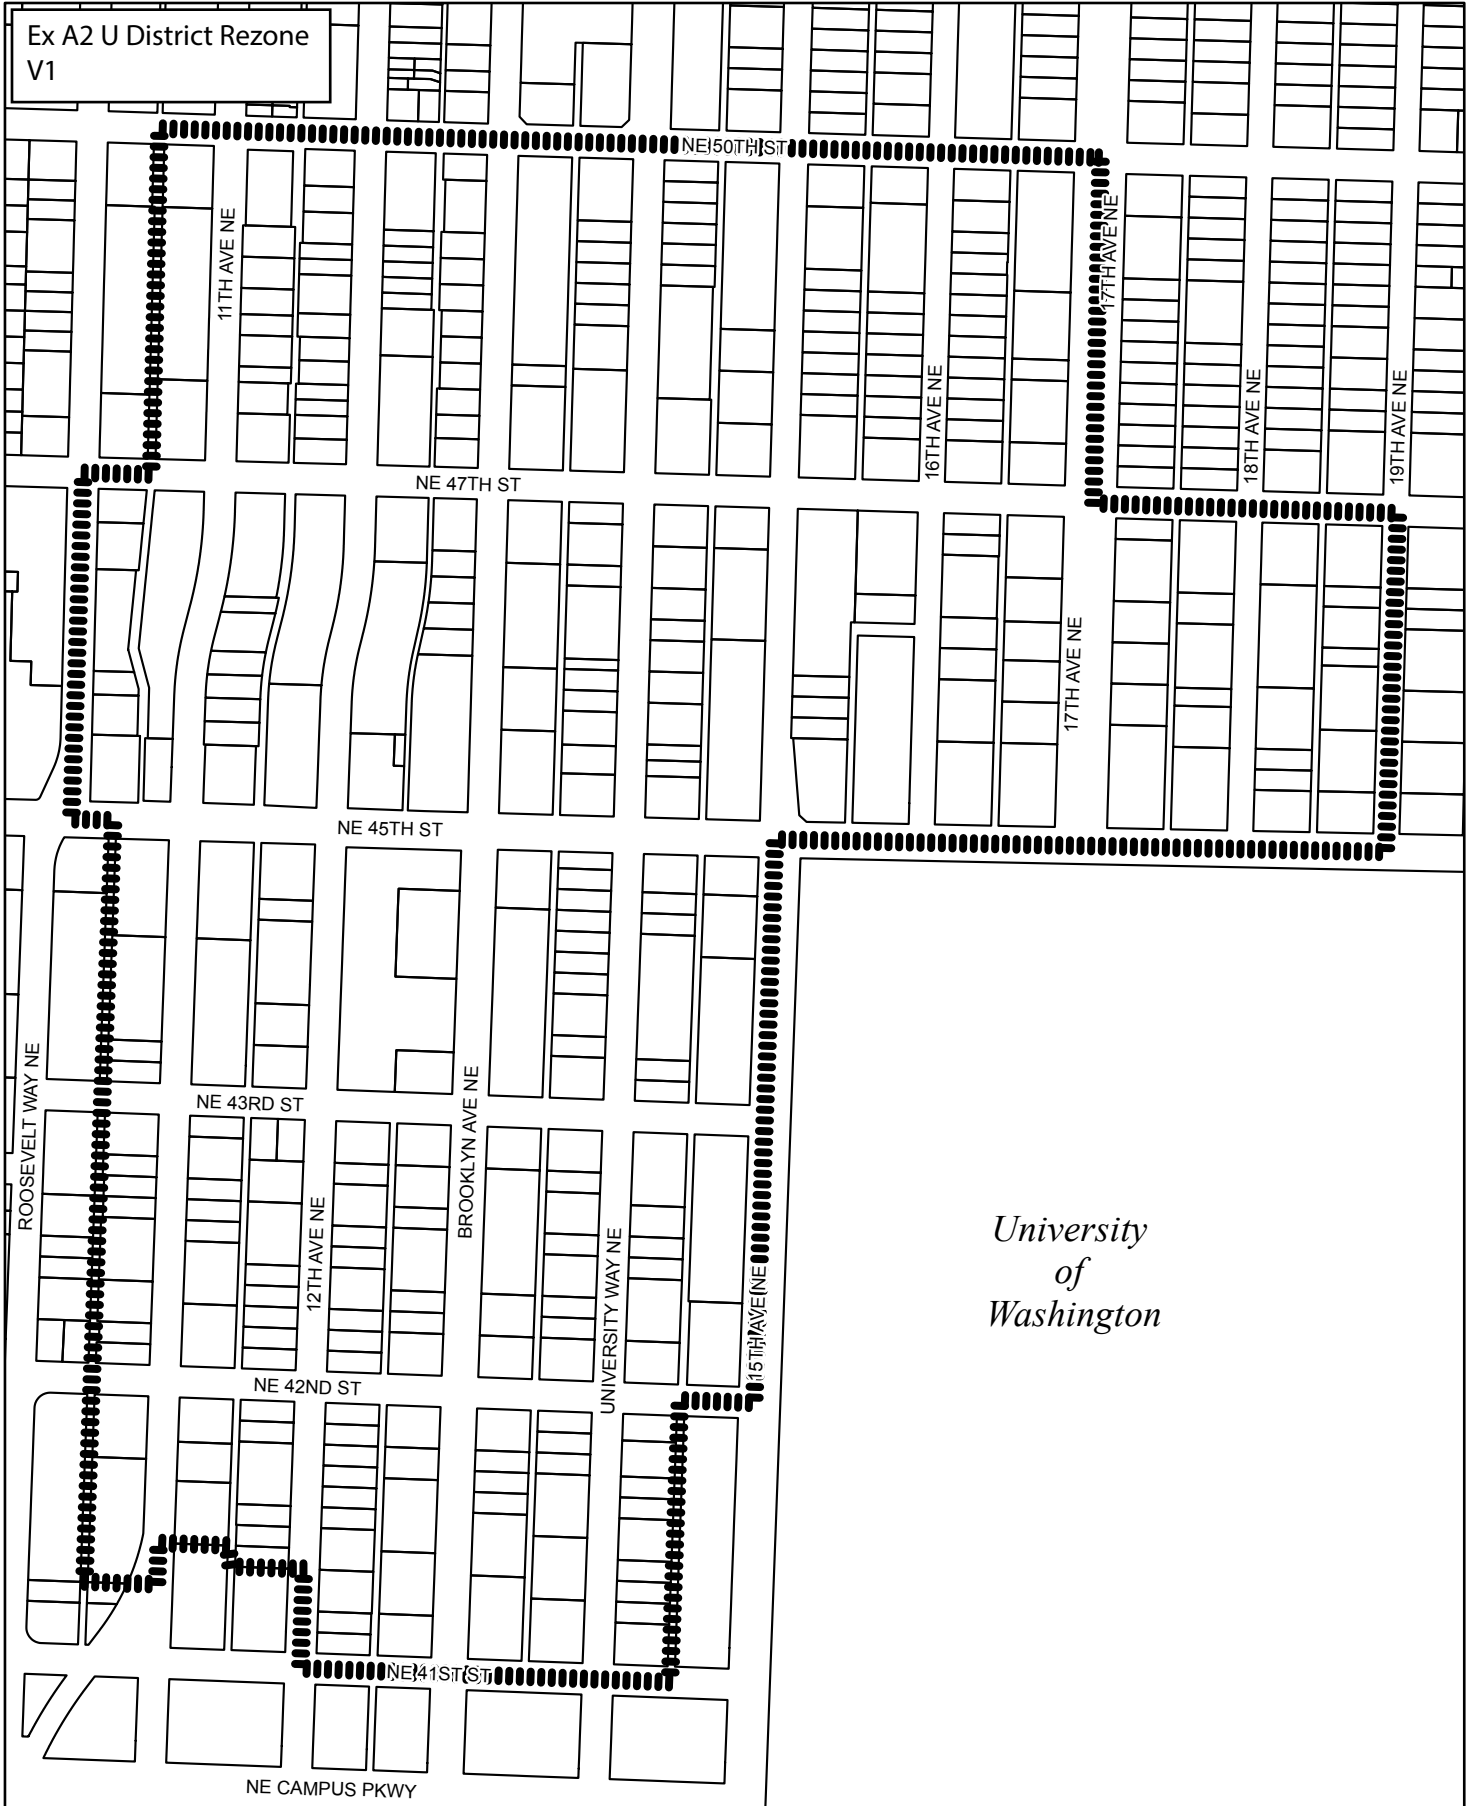 Ex A2 U District Rezone
V1
NE 50TH ST
11TH AVE NE
17TH AVE NE
16TH AVE NE
18TH AVE NE
19TH AVE NE
NE 47TH ST
17TH AVE NE
NE 45TH ST
ROOSEVELT WAY NE
NE 43RD ST
BROOKLYN AVE NE
12TH AVE NE
UNIVERSITY WAY NE
15TH AVE NE
University
of
Washington
NE 42ND ST
NE 41ST ST
NE CAMPUS PKWY